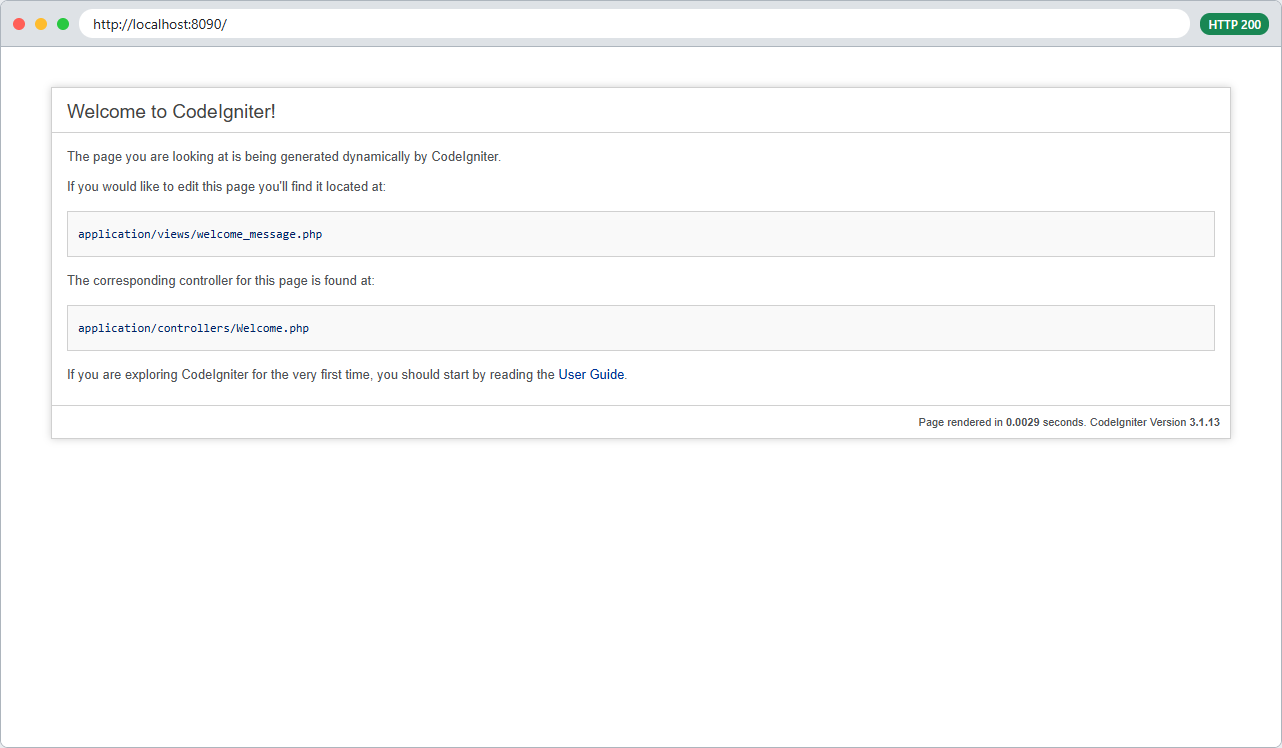 http://localhost:8090/
HTTP 200
Welcome to CodeIgniter!
The page you are looking at is being generated dynamically by CodeIgniter.
If you would like to edit this page you'll find it located at:
application/views/welcome_message.php
The corresponding controller for this page is found at:
application/controllers/Welcome.php
If you are exploring CodeIgniter for the very first time, you should start by reading the User Guide.
Page rendered in 0.0029 seconds. CodeIgniter Version 3.1.13